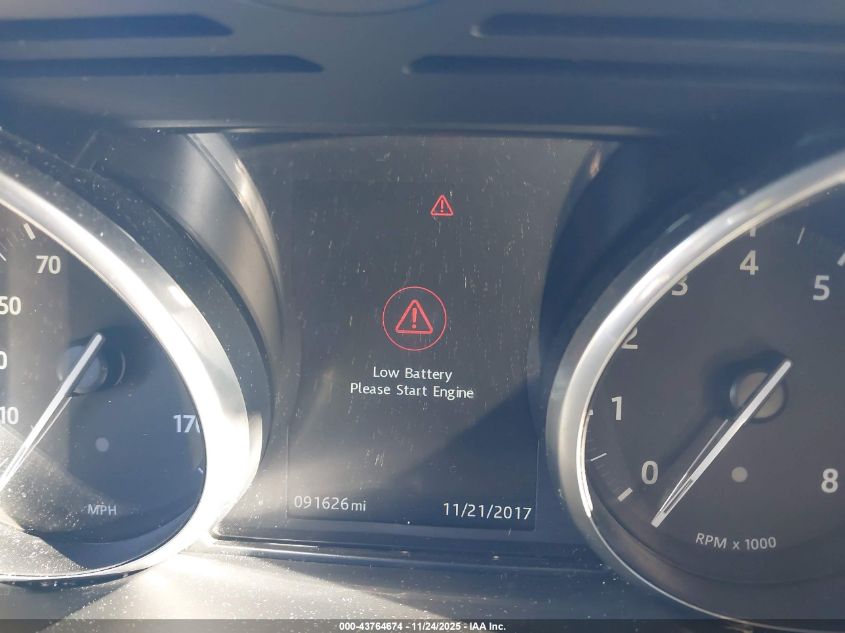 70
50
10
170
MPH
Low Battery
Please Start Engine
091626mi
11/21/2017
0
1
2
3
4
5
8
RPM x 1000
000-43764674 - 11/24/2025 - IAA Inc.